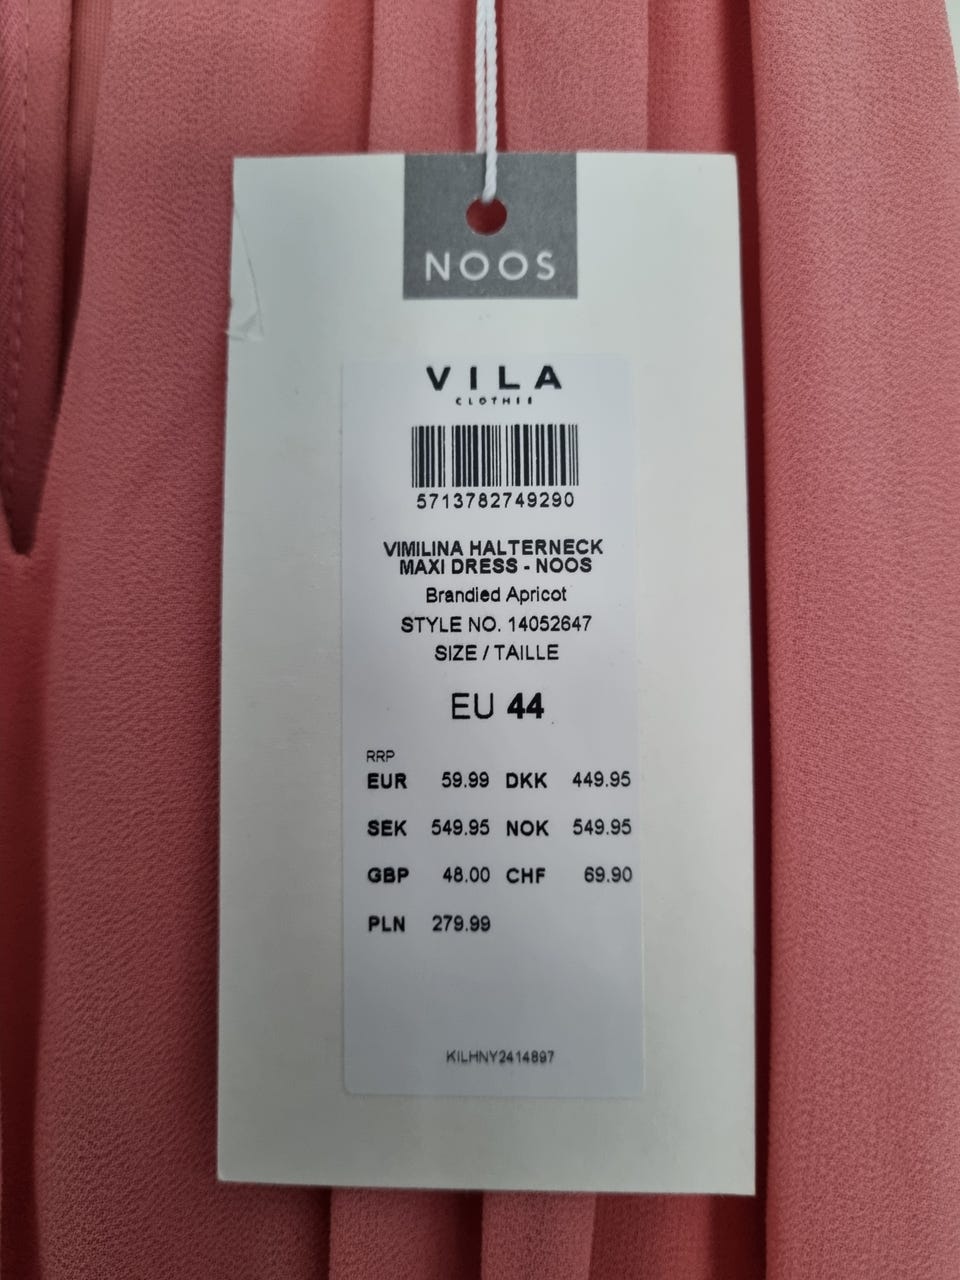 NOOS
VILA
CLOTHES
5713782749290
VIMILINA HALTERNECK
MAXI DRESS - NOOS
Brandied Apricot
STYLE NO. 14052647
SIZE / TAILLE
EU 44
RRP
EUR 59.99 DKK 449.95
SEK 549.95 NOK 549.95
GBP 48.00 CHF 69.90
PLN 279.99
KILHNY2414897